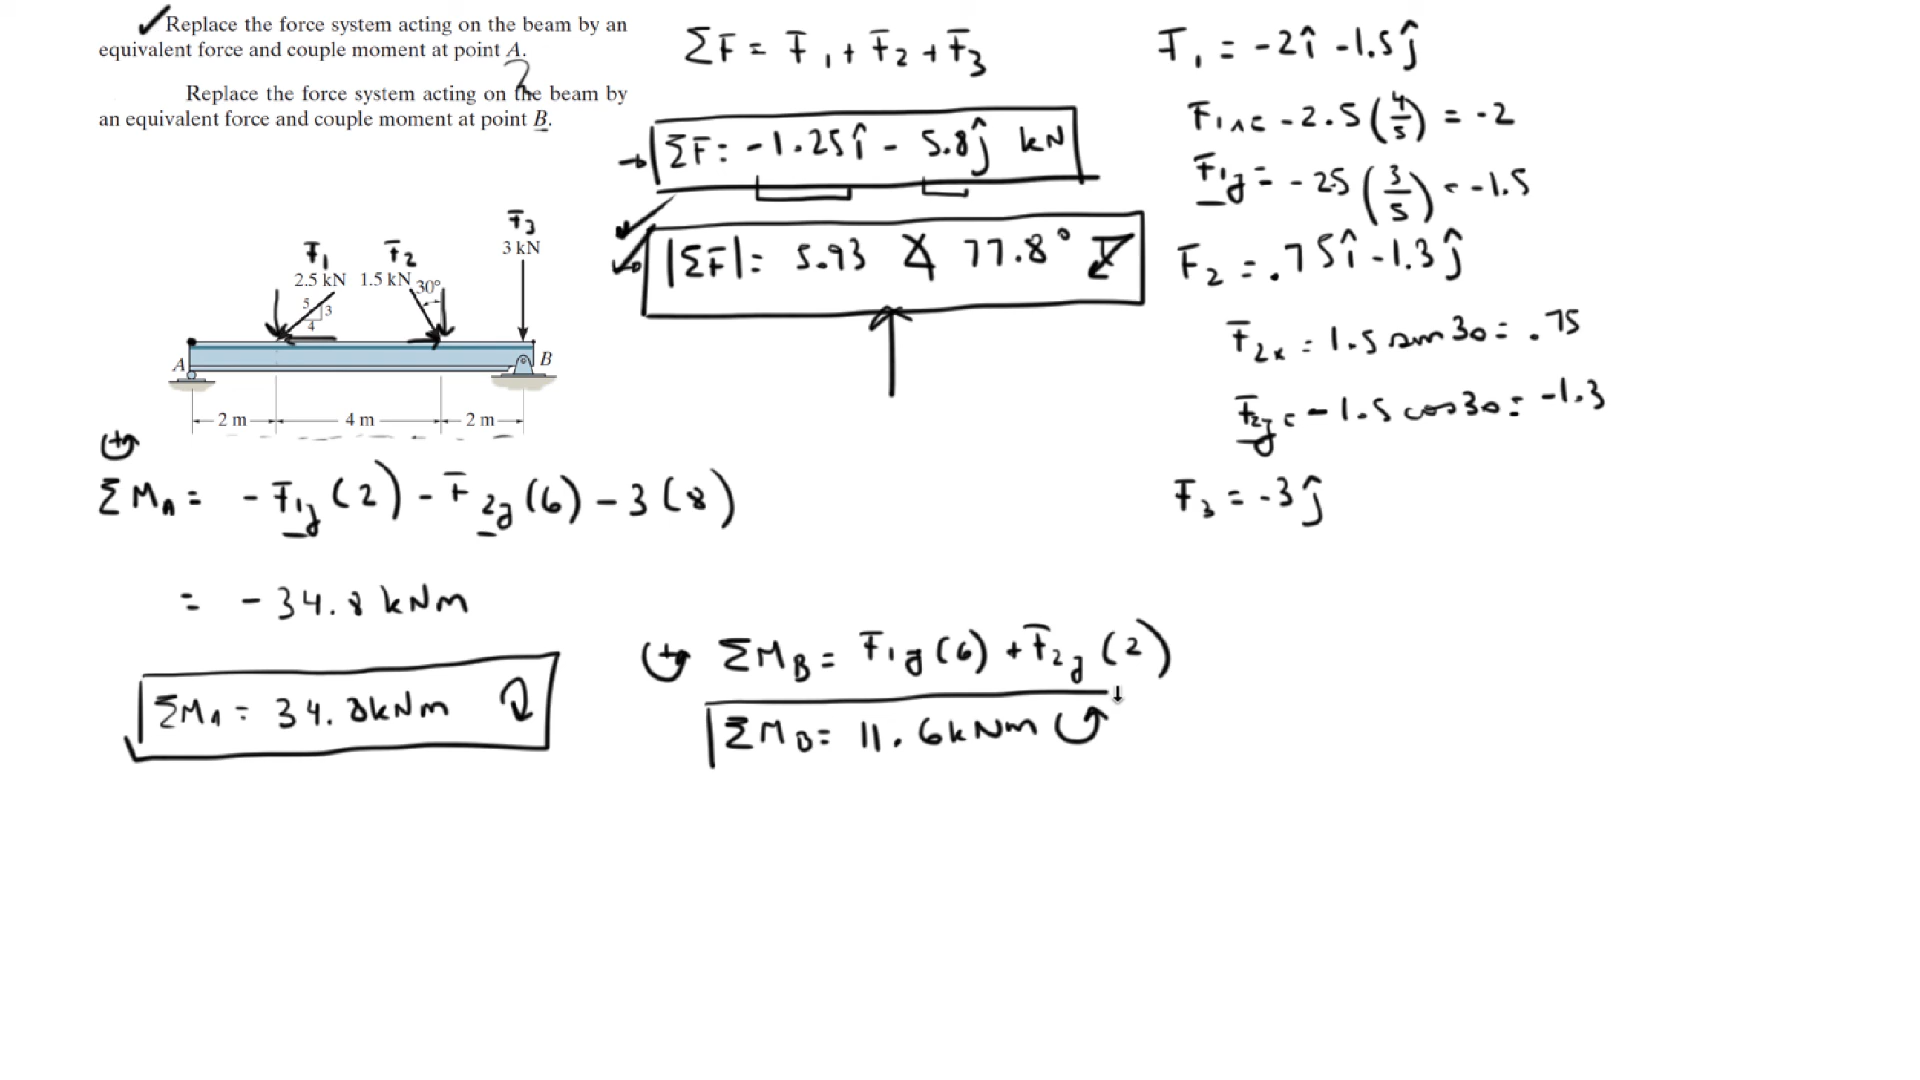 Replace the force system acting on the beam by an
equivalent force and couple moment at point A.
Replace the force system acting on the beam by
an equivalent force and couple moment at point B.
F₃
3 kN
F₁ F₂
2.5 kN 1.5 kN 30°
5 3
4
A B
2 m 4 m 2 m
+
ΣM_A = -F₁y (2) - F₂y (6) - 3 (8)
= -34.8 kNm
ΣM_A = 34.8 kNm
ΣF = F₁ + F₂ + F₃
ΣF: -1.25î - 5.8ĵ kN
|ΣF|: 5.93 ∡ 77.8°
+ ΣM_B = F₁y (6) + F₂y (2)
ΣM_B = 11.6 kNm
F₁ = -2î - 1.5ĵ
F₁x = -2.5 (4/5) = -2
F₁y = -2.5 (3/5) = -1.5
F₂ = .75î - 1.3ĵ
F₂x = 1.5 sin 30 = .75
F₂y = -1.5 cos 30 = -1.3
F₃ = -3ĵ